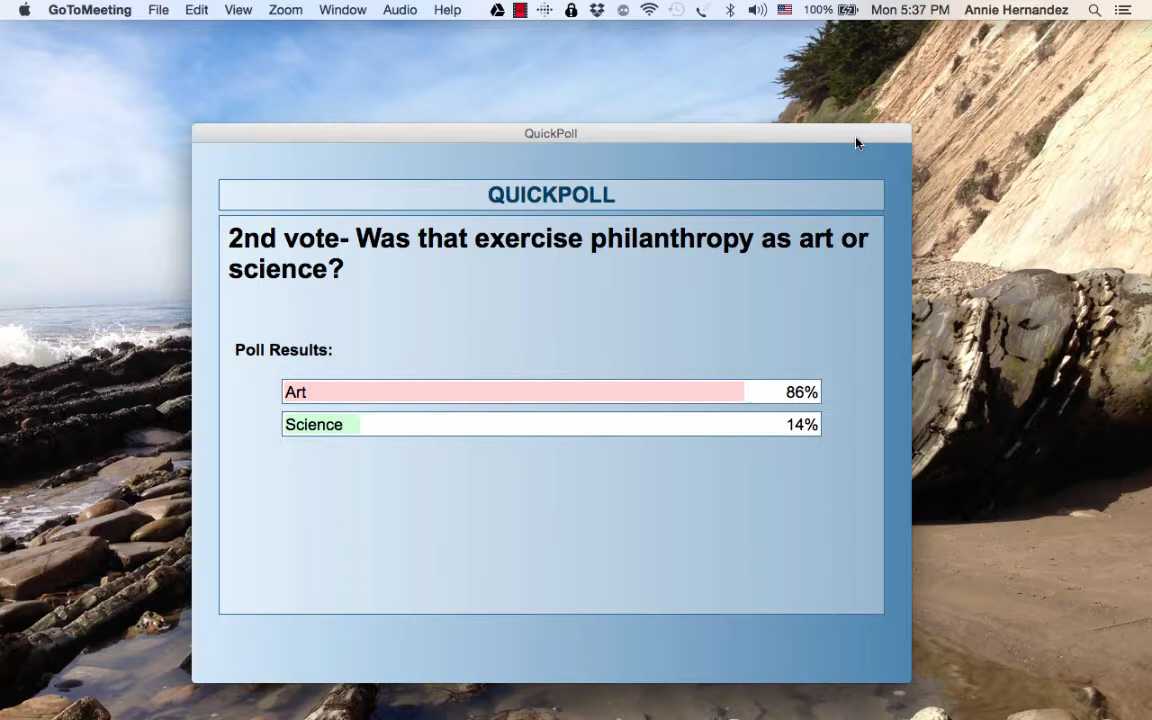 GoToMeeting File Edit View Zoom Window Audio Help 100% Mon 5:37 PM Annie Hernandez
QuickPoll
QUICKPOLL
2nd vote- Was that exercise philanthropy as art or
science?
Poll Results:
Art 86%
Science 14%